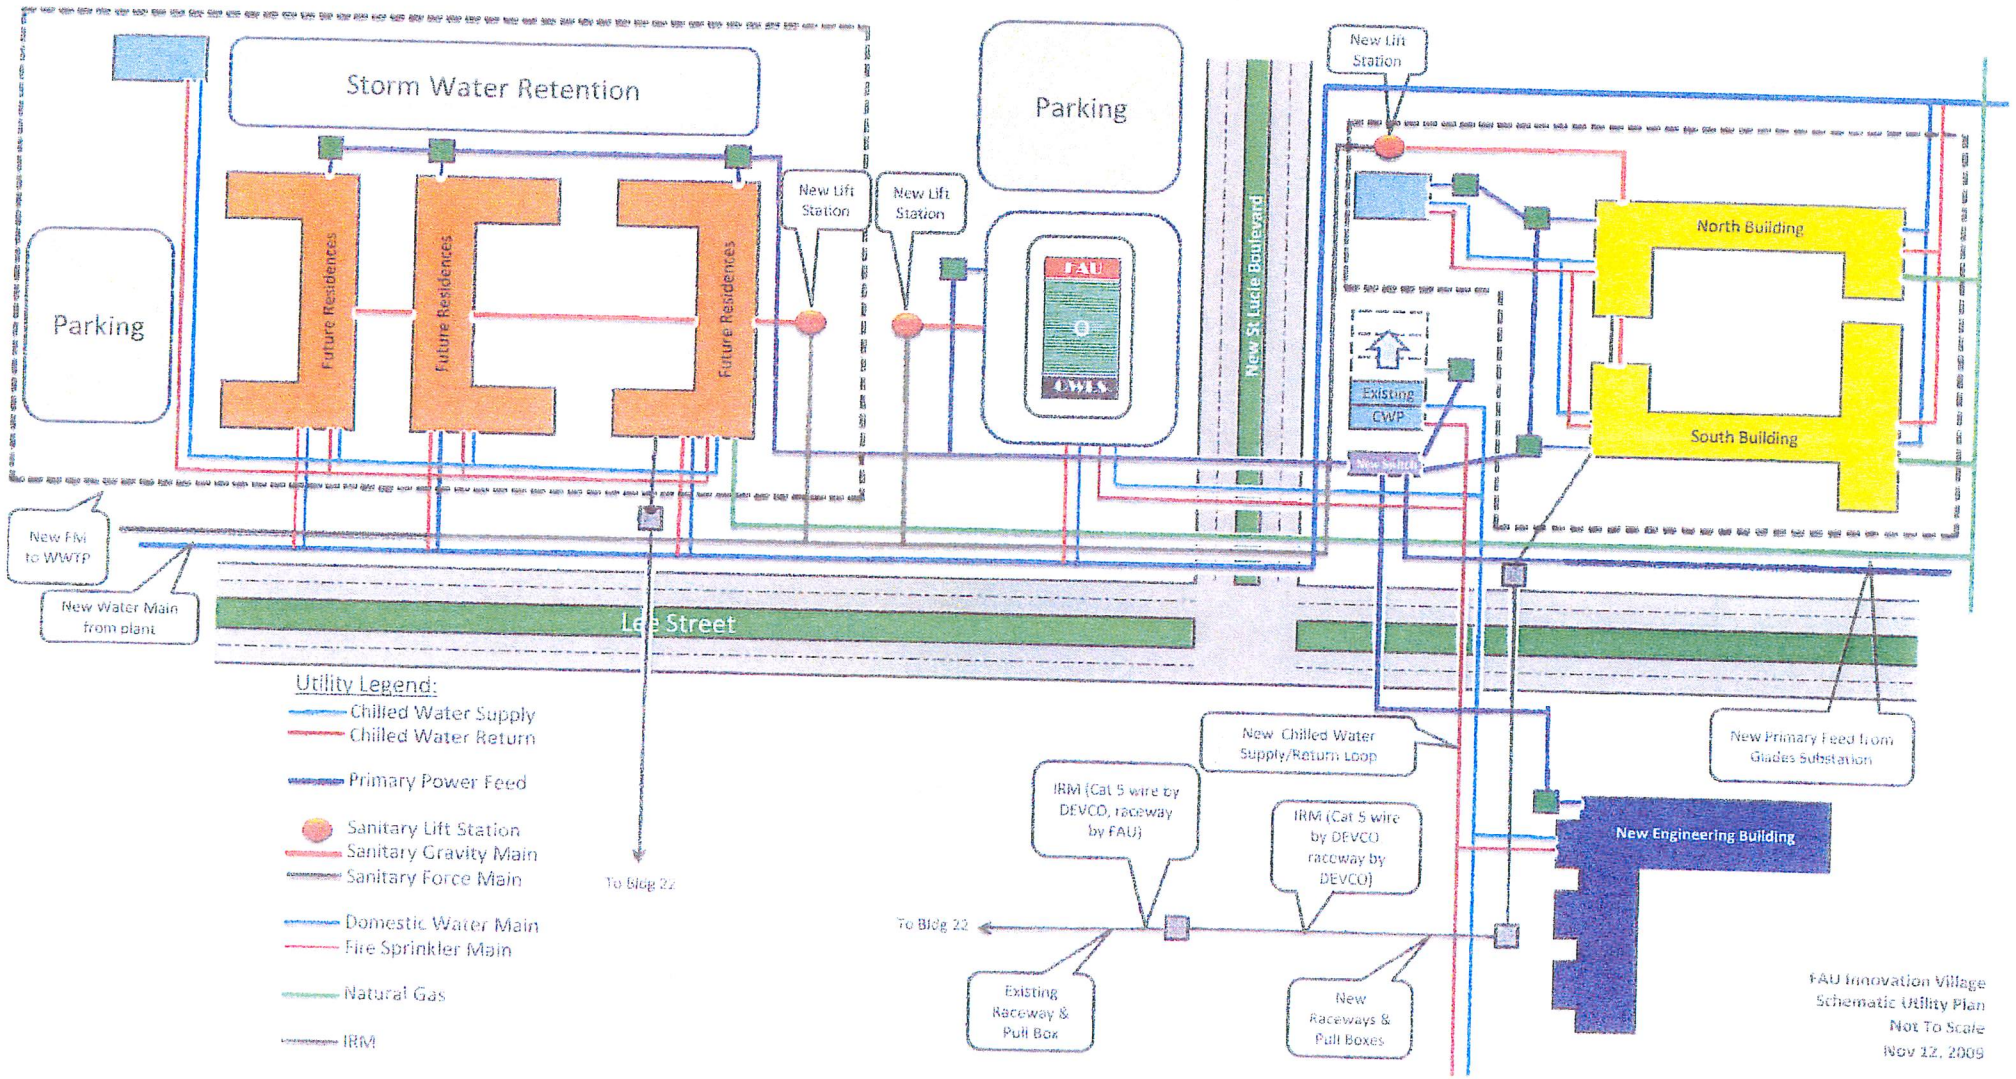 Storm Water Retention
Parking
New Lift
Station
New Lift
Station
New Lift
Station
Parking
Future Residences
Future Residences
Future Residences
FAU
O
OWLS
New St Lucie Boulevard
North Building
South Building
Existing
CWP
New Switch
New FM
to WWTP
New Water Main
from plant
Lee Street
Utility Legend:
Chilled Water Supply
Chilled Water Return
Primary Power Feed
Sanitary Lift Station
Sanitary Gravity Main
Sanitary Force Main
Domestic Water Main
Fire Sprinkler Main
Natural Gas
IRM
To Bldg 22
New Chilled Water
Supply/Return Loop
New Primary Feed from
Glades Substation
IRM (Cat 5 wire by
DEVCO, raceway
by FAU)
IRM (Cat 5 wire
by DEVCO
raceway by
DEVCO)
New Engineering Building
To Bldg 22
Existing
Raceway &
Pull Box
New
Raceways &
Pull Boxes
FAU Innovation Village
Schematic Utility Plan
Not To Scale
Nov 12, 2009